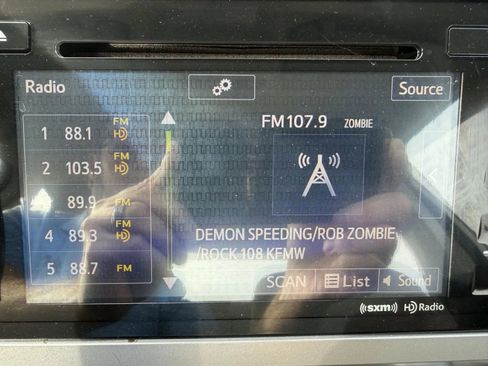 Radio
Source
FM107.9 ZOMBIE
1 88.1 FM HD
2 103.5 FM HD
89.9 FM
4 89.3 FM HD
5 88.7 FM
DEMON SPEEDING/ROB ZOMBIE
/ROCK 108 KFMW
SCAN List Sound
((sxm)) HD Radio